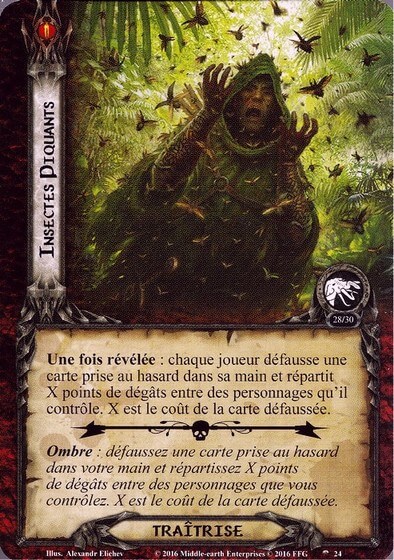 INSECTES PIQUANTS
28/30
Une fois révélée : chaque joueur défausse une
carte prise au hasard dans sa main et répartit
X points de dégâts entre des personnages qu'il
contrôle. X est le coût de la carte défaussée.
Ombre : défaussez une carte prise au hasard
dans votre main et répartissez X points
de dégâts entre des personnages que vous
contrôlez. X est le coût de la carte défaussée.
TRAÎTRISE
Illus. Alexandr Elichev © 2016 Middle-earth Enterprises © 2016 FFG 24